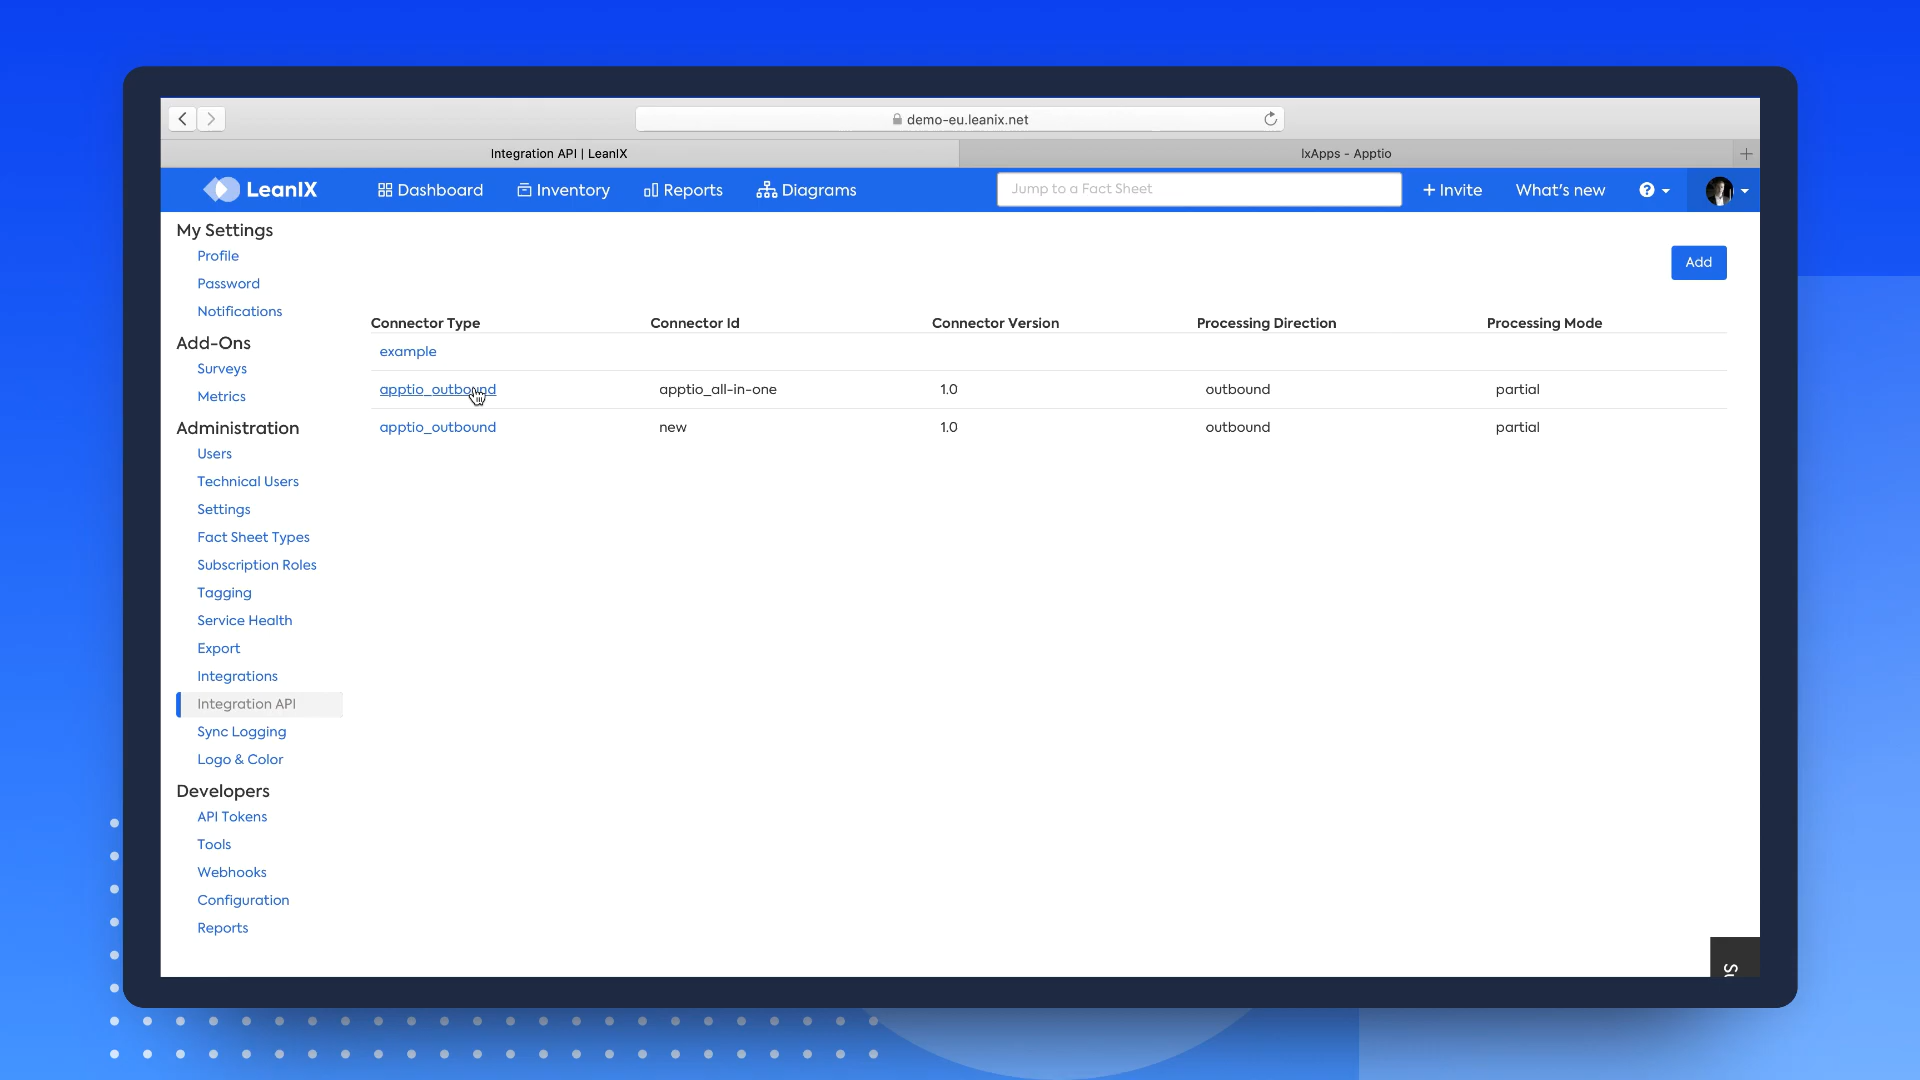 demo-eu.leanix.net
Integration API | LeanIX
IxApps - Apptio
LeanIX
Dashboard
Inventory
Reports
Diagrams
Jump to a Fact Sheet
+ Invite
What's new
?
My Settings
Profile
Password
Notifications
Add-Ons
Surveys
Metrics
Administration
Users
Technical Users
Settings
Fact Sheet Types
Subscription Roles
Tagging
Service Health
Export
Integrations
Integration API
Sync Logging
Logo & Color
Developers
API Tokens
Tools
Webhooks
Configuration
Reports
Add
Connector Type Connector Id Connector Version Processing Direction Processing Mode
example
apptio_outbound apptio_all-in-one 1.0 outbound partial
apptio_outbound new 1.0 outbound partial
Su